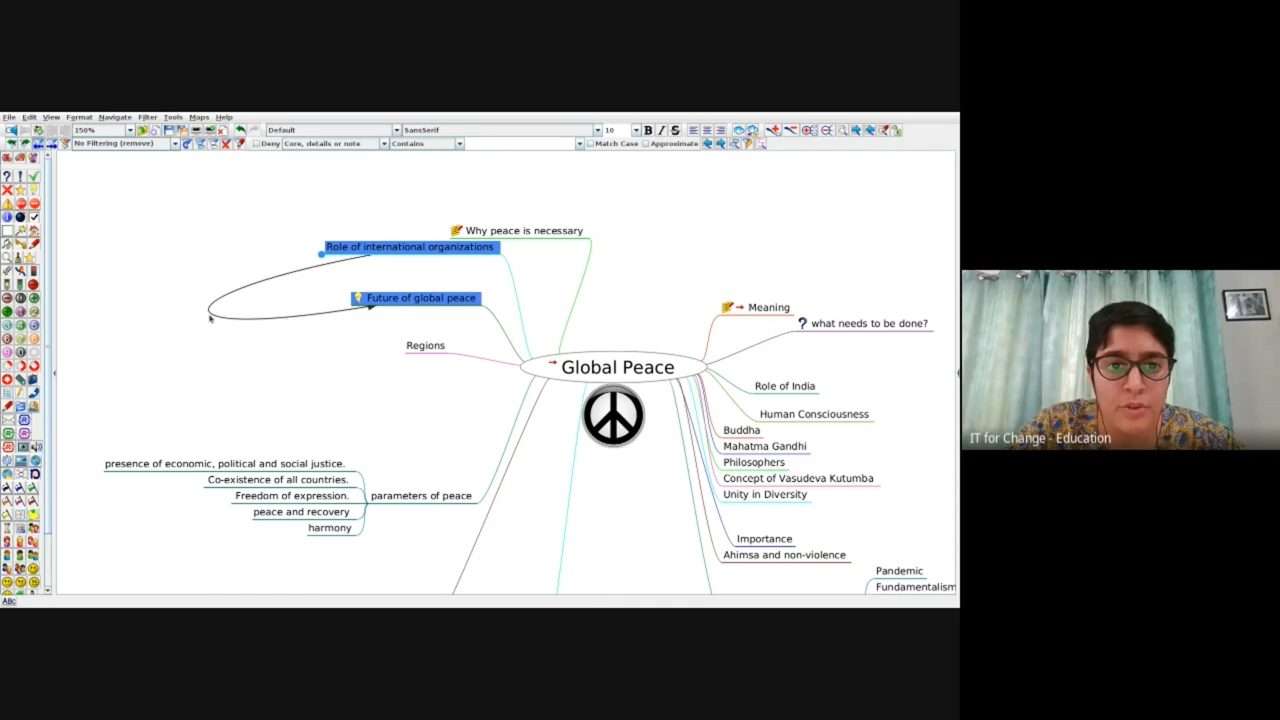 File Edit View Format Navigate Filter Tools Maps Help
150% Default SansSerif 10 B I S
No Filtering (remove) Deny Core, details or note Contains Match Case Approximate
Why peace is necessary
Role of international organizations
Future of global peace
Regions
Global Peace
Meaning
? what needs to be done?
Role of India
Human Consciousness
Buddha
Mahatma Gandhi
Philosophers
Concept of Vasudeva Kutumba
Unity in Diversity
Importance
Ahimsa and non-violence
Pandemic
Fundamentalism
presence of economic, political and social justice.
Co-existence of all countries.
Freedom of expression.
peace and recovery
harmony
parameters of peace
ABc
IT for Change - Education